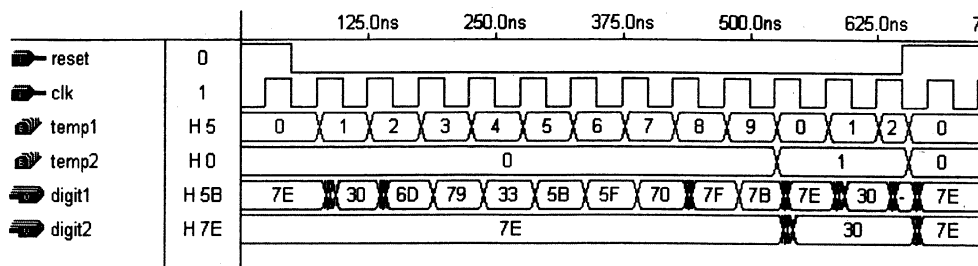 125.0ns 250.0ns 375.0ns 500.0ns 625.0ns 7
reset 0
clk 1
temp1 H 5 0 1 2 3 4 5 6 7 8 9 0 1 2 0
temp2 H 0 0 1 0
digit1 H 5B 7E 30 6D 79 33 5B 5F 70 7F 7B 7E 30 - 7E
digit2 H 7E 7E 30 7E